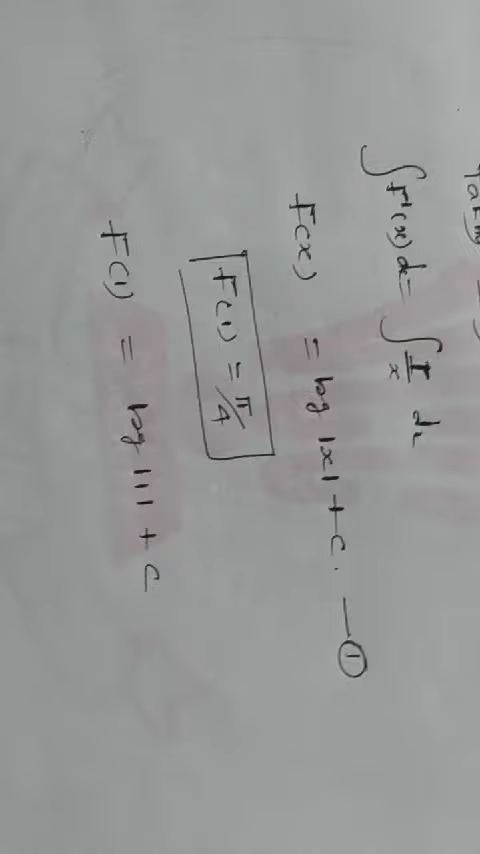 ∫ F'(x) dx = ∫ 1/x dx
F(x) = log |x| + c. — ①
F(1) = π/4
F(1) = log |1| + c